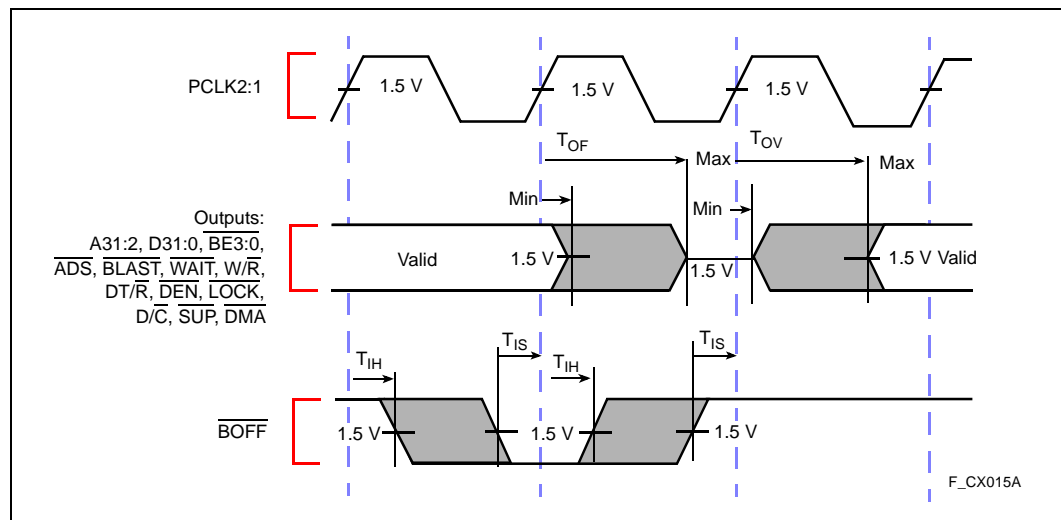 PCLK2:1
1.5 V 1.5 V 1.5 V
TOF Max TOV Max
Min Min
Outputs:
A31:2, D31:0, BE3:0,
ADS, BLAST, WAIT, W/R,
DT/R, DEN, LOCK,
D/C, SUP, DMA
Valid 1.5 V 1.5 V 1.5 V Valid
TIH TIS TIH TIS
BOFF
1.5 V 1.5 V 1.5 V 1.5 V
F_CX015A